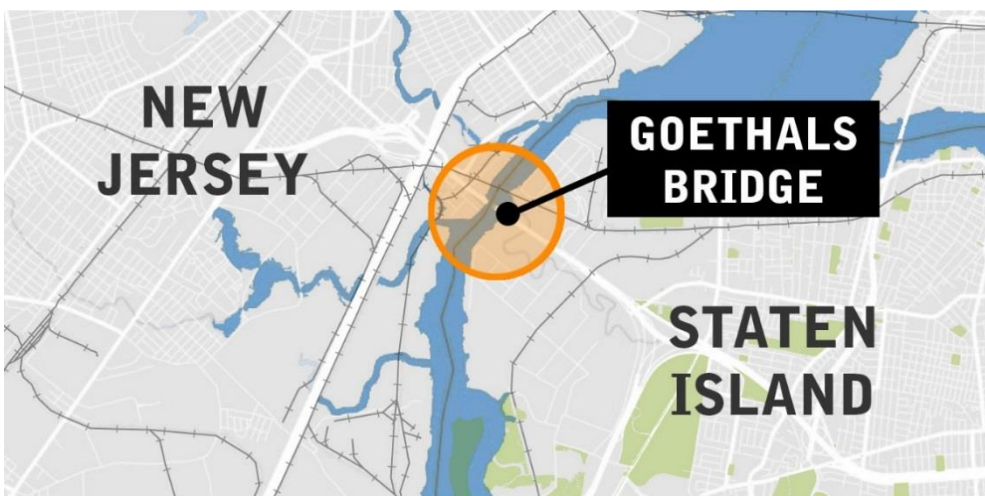 NEW
JERSEY
GOETHALS
BRIDGE
STATEN
ISLAND